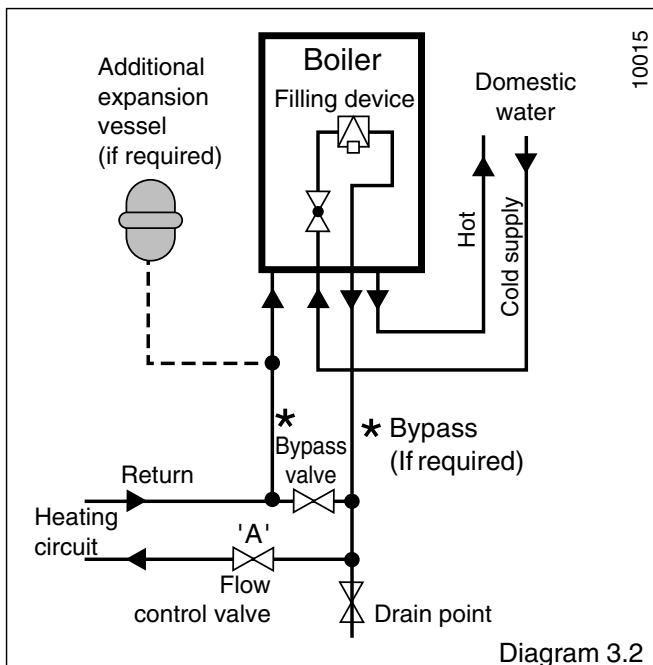 10015
Boiler
Filling device
Additional
expansion
vessel
(if required)
Domestic
water
Hot
Cold supply
* Bypass
(If required)
*
Bypass
valve
Return
Heating
circuit
'A'
Flow
control valve
Drain point
Diagram 3.2